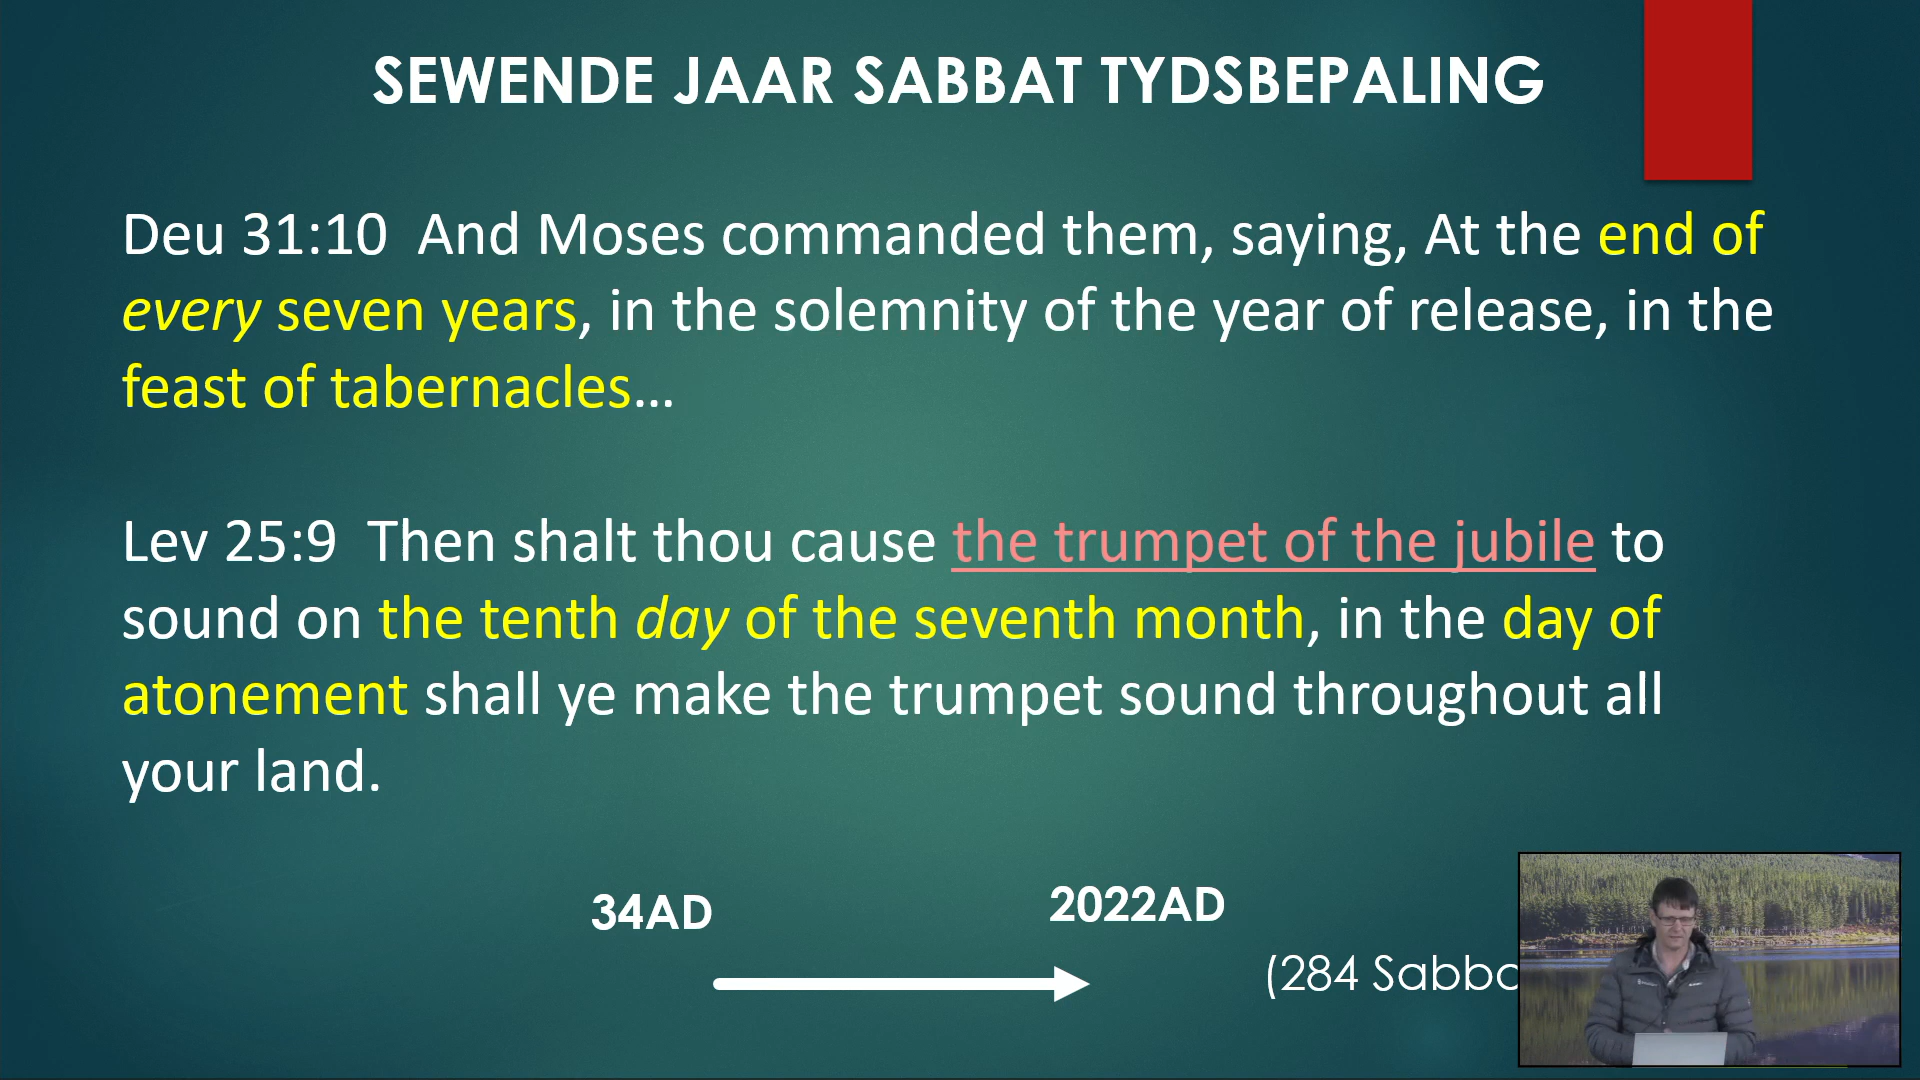 SEWENDE JAAR SABBAT TYDSBEPALING
Deu 31:10  And Moses commanded them, saying, At the end of
every seven years, in the solemnity of the year of release, in the
feast of tabernacles…
Lev 25:9  Then shalt thou cause the trumpet of the jubile to
sound on the tenth day of the seventh month, in the day of
atonement shall ye make the trumpet sound throughout all
your land.
34AD
2022AD
(284